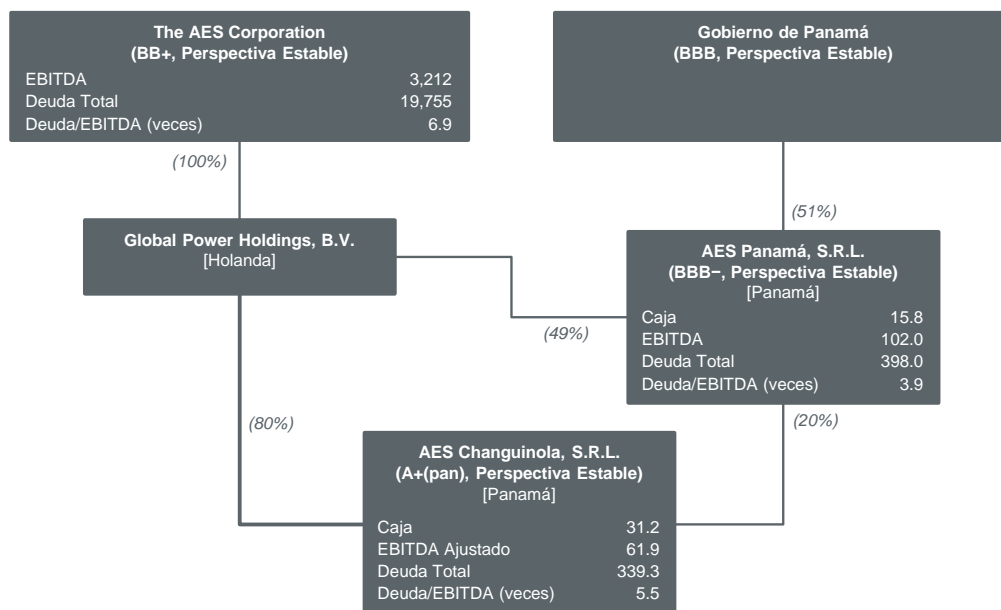 The AES Corporation
(BB+, Perspectiva Estable)
EBITDA 3,212
Deuda Total 19,755
Deuda/EBITDA (veces) 6.9
Gobierno de Panamá
(BBB, Perspectiva Estable)
(100%)
(51%)
Global Power Holdings, B.V.
[Holanda]
AES Panamá, S.R.L.
(BBB−, Perspectiva Estable)
[Panamá]
Caja 15.8
EBITDA 102.0
Deuda Total 398.0
Deuda/EBITDA (veces) 3.9
(49%)
(80%)
(20%)
AES Changuinola, S.R.L.
(A+(pan), Perspectiva Estable)
[Panamá]
Caja 31.2
EBITDA Ajustado 61.9
Deuda Total 339.3
Deuda/EBITDA (veces) 5.5